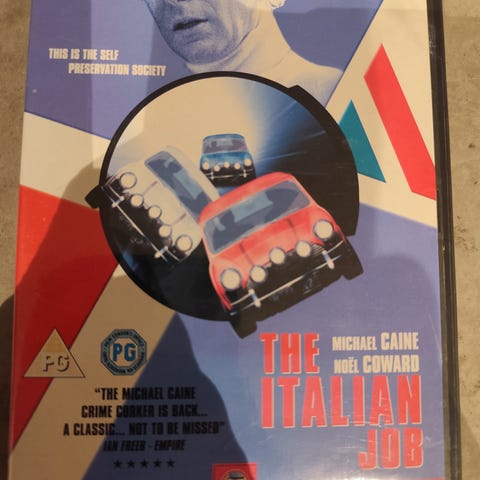 THIS IS THE SELF
PRESERVATION SOCIETY
MICHAEL CAINE
NOËL COWARD
THE
ITALIAN
JOB
PG
PG
"THE MICHAEL CAINE
CRIME CORKER IS BACK...
A CLASSIC... NOT TO BE MISSED"
IAN FREER - EMPIRE